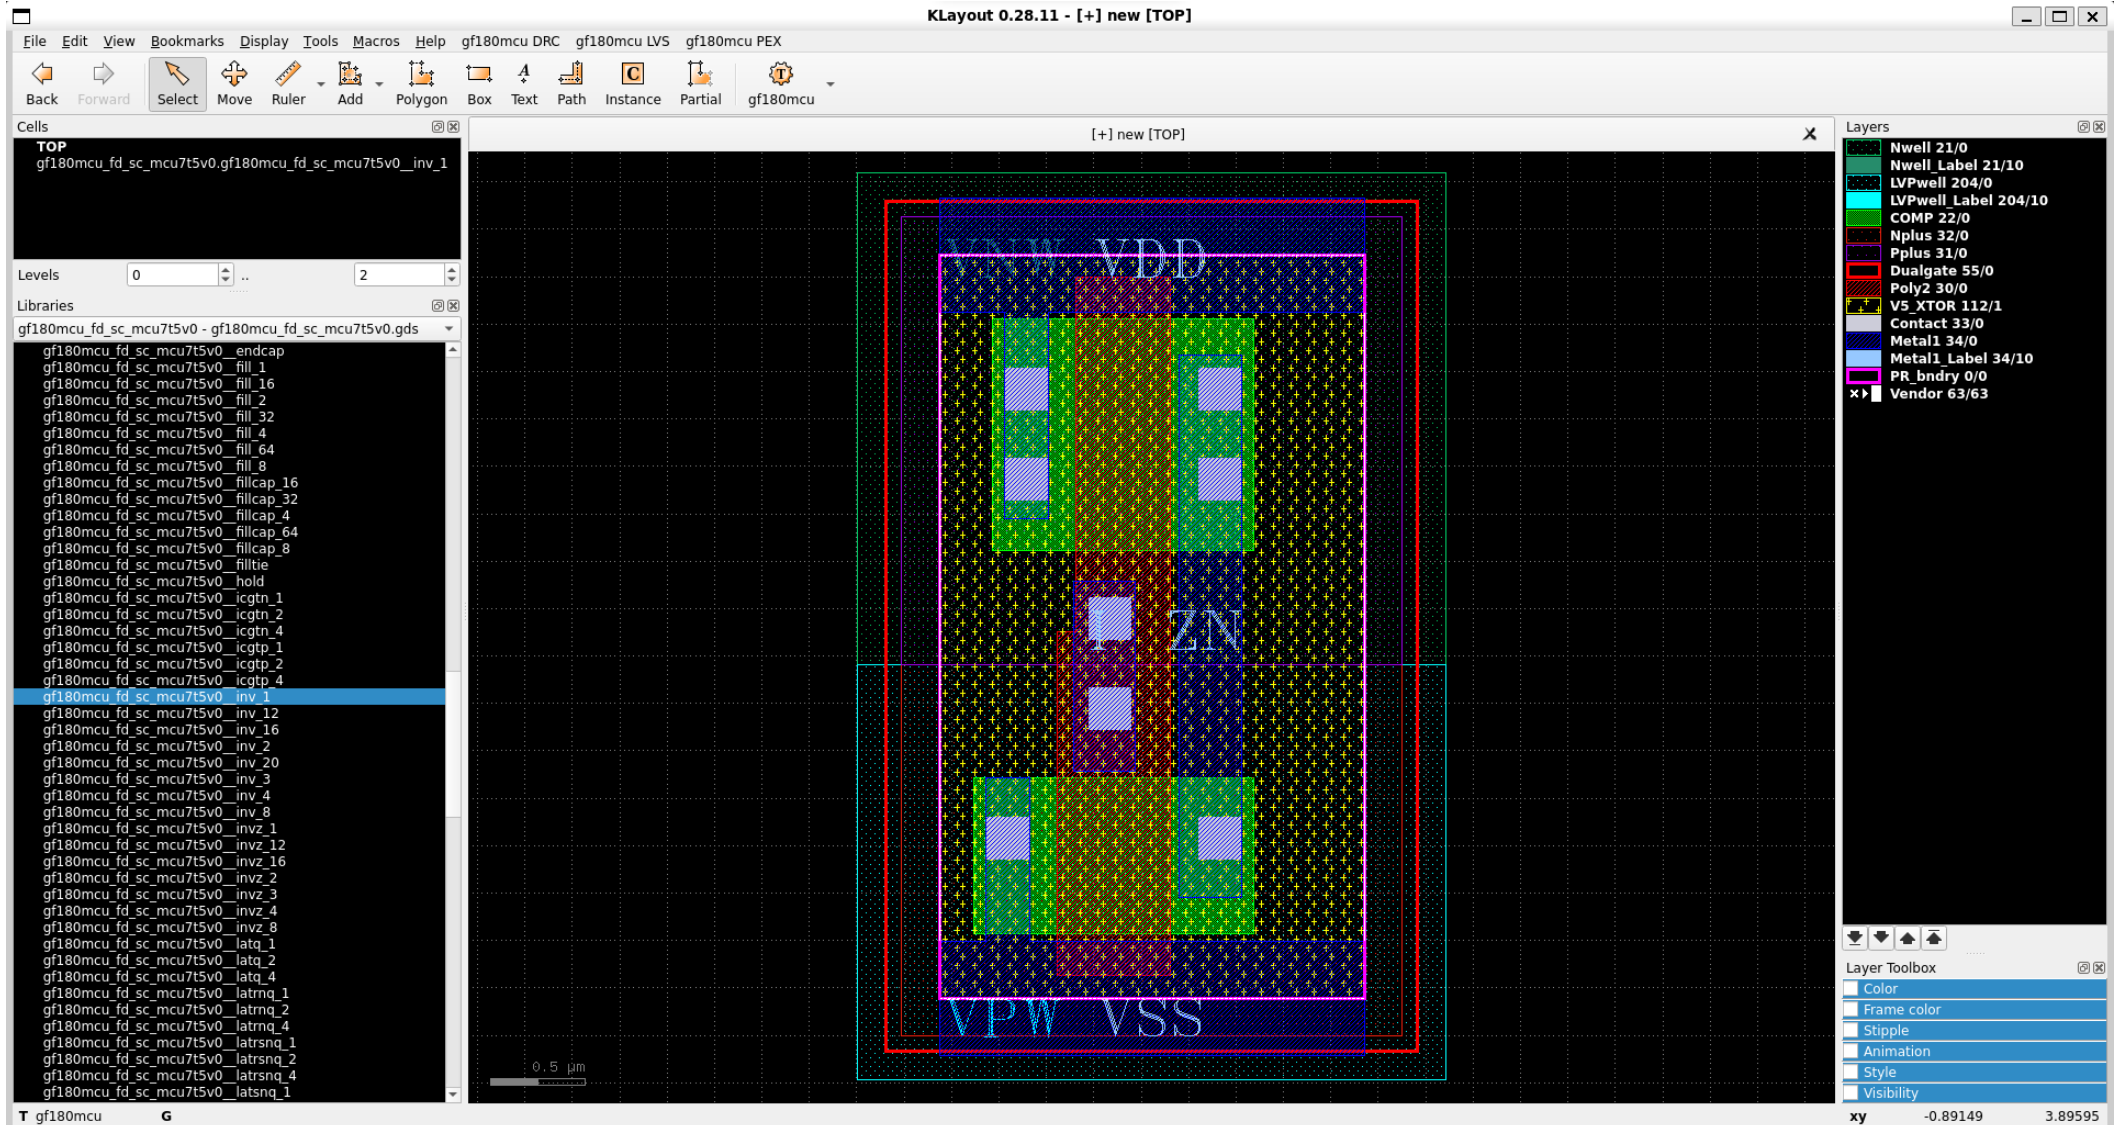 KLayout 0.28.11 - [+] new [TOP]
File Edit View Bookmarks Display Tools Macros Help gf180mcu DRC gf180mcu LVS gf180mcu PEX
Back Forward Select Move Ruler Add Polygon Box Text Path Instance Partial gf180mcu
Cells
TOP
gf180mcu_fd_sc_mcu7t5v0.gf180mcu_fd_sc_mcu7t5v0__inv_1
Levels 0 .. 2
Libraries
gf180mcu_fd_sc_mcu7t5v0 - gf180mcu_fd_sc_mcu7t5v0.gds
gf180mcu_fd_sc_mcu7t5v0__endcap
gf180mcu_fd_sc_mcu7t5v0__fill_1
gf180mcu_fd_sc_mcu7t5v0__fill_16
gf180mcu_fd_sc_mcu7t5v0__fill_2
gf180mcu_fd_sc_mcu7t5v0__fill_32
gf180mcu_fd_sc_mcu7t5v0__fill_4
gf180mcu_fd_sc_mcu7t5v0__fill_64
gf180mcu_fd_sc_mcu7t5v0__fill_8
gf180mcu_fd_sc_mcu7t5v0__fillcap_16
gf180mcu_fd_sc_mcu7t5v0__fillcap_32
gf180mcu_fd_sc_mcu7t5v0__fillcap_4
gf180mcu_fd_sc_mcu7t5v0__fillcap_64
gf180mcu_fd_sc_mcu7t5v0__fillcap_8
gf180mcu_fd_sc_mcu7t5v0__filltie
gf180mcu_fd_sc_mcu7t5v0__hold
gf180mcu_fd_sc_mcu7t5v0__icgtn_1
gf180mcu_fd_sc_mcu7t5v0__icgtn_2
gf180mcu_fd_sc_mcu7t5v0__icgtn_4
gf180mcu_fd_sc_mcu7t5v0__icgtp_1
gf180mcu_fd_sc_mcu7t5v0__icgtp_2
gf180mcu_fd_sc_mcu7t5v0__icgtp_4
gf180mcu_fd_sc_mcu7t5v0__inv_1
gf180mcu_fd_sc_mcu7t5v0__inv_12
gf180mcu_fd_sc_mcu7t5v0__inv_16
gf180mcu_fd_sc_mcu7t5v0__inv_2
gf180mcu_fd_sc_mcu7t5v0__inv_20
gf180mcu_fd_sc_mcu7t5v0__inv_3
gf180mcu_fd_sc_mcu7t5v0__inv_4
gf180mcu_fd_sc_mcu7t5v0__inv_8
gf180mcu_fd_sc_mcu7t5v0__invz_1
gf180mcu_fd_sc_mcu7t5v0__invz_12
gf180mcu_fd_sc_mcu7t5v0__invz_16
gf180mcu_fd_sc_mcu7t5v0__invz_2
gf180mcu_fd_sc_mcu7t5v0__invz_3
gf180mcu_fd_sc_mcu7t5v0__invz_4
gf180mcu_fd_sc_mcu7t5v0__invz_8
gf180mcu_fd_sc_mcu7t5v0__latq_1
gf180mcu_fd_sc_mcu7t5v0__latq_2
gf180mcu_fd_sc_mcu7t5v0__latq_4
gf180mcu_fd_sc_mcu7t5v0__latrnq_1
gf180mcu_fd_sc_mcu7t5v0__latrnq_2
gf180mcu_fd_sc_mcu7t5v0__latrnq_4
gf180mcu_fd_sc_mcu7t5v0__latrsnq_1
gf180mcu_fd_sc_mcu7t5v0__latrsnq_2
gf180mcu_fd_sc_mcu7t5v0__latrsnq_4
gf180mcu_fd_sc_mcu7t5v0__latsnq_1
[+] new [TOP]
VNW VDD
I ZN
VPW VSS
0.5 µm
Layers
Nwell 21/0
Nwell_Label 21/10
LVPwell 204/0
LVPwell_Label 204/10
COMP 22/0
Nplus 32/0
Pplus 31/0
Dualgate 55/0
Poly2 30/0
V5_XTOR 112/1
Contact 33/0
Metal1 34/0
Metal1_Label 34/10
PR_bndry 0/0
Vendor 63/63
Layer Toolbox
Color
Frame color
Stipple
Animation
Style
Visibility
T gf180mcu G
xy -0.89149 3.89595